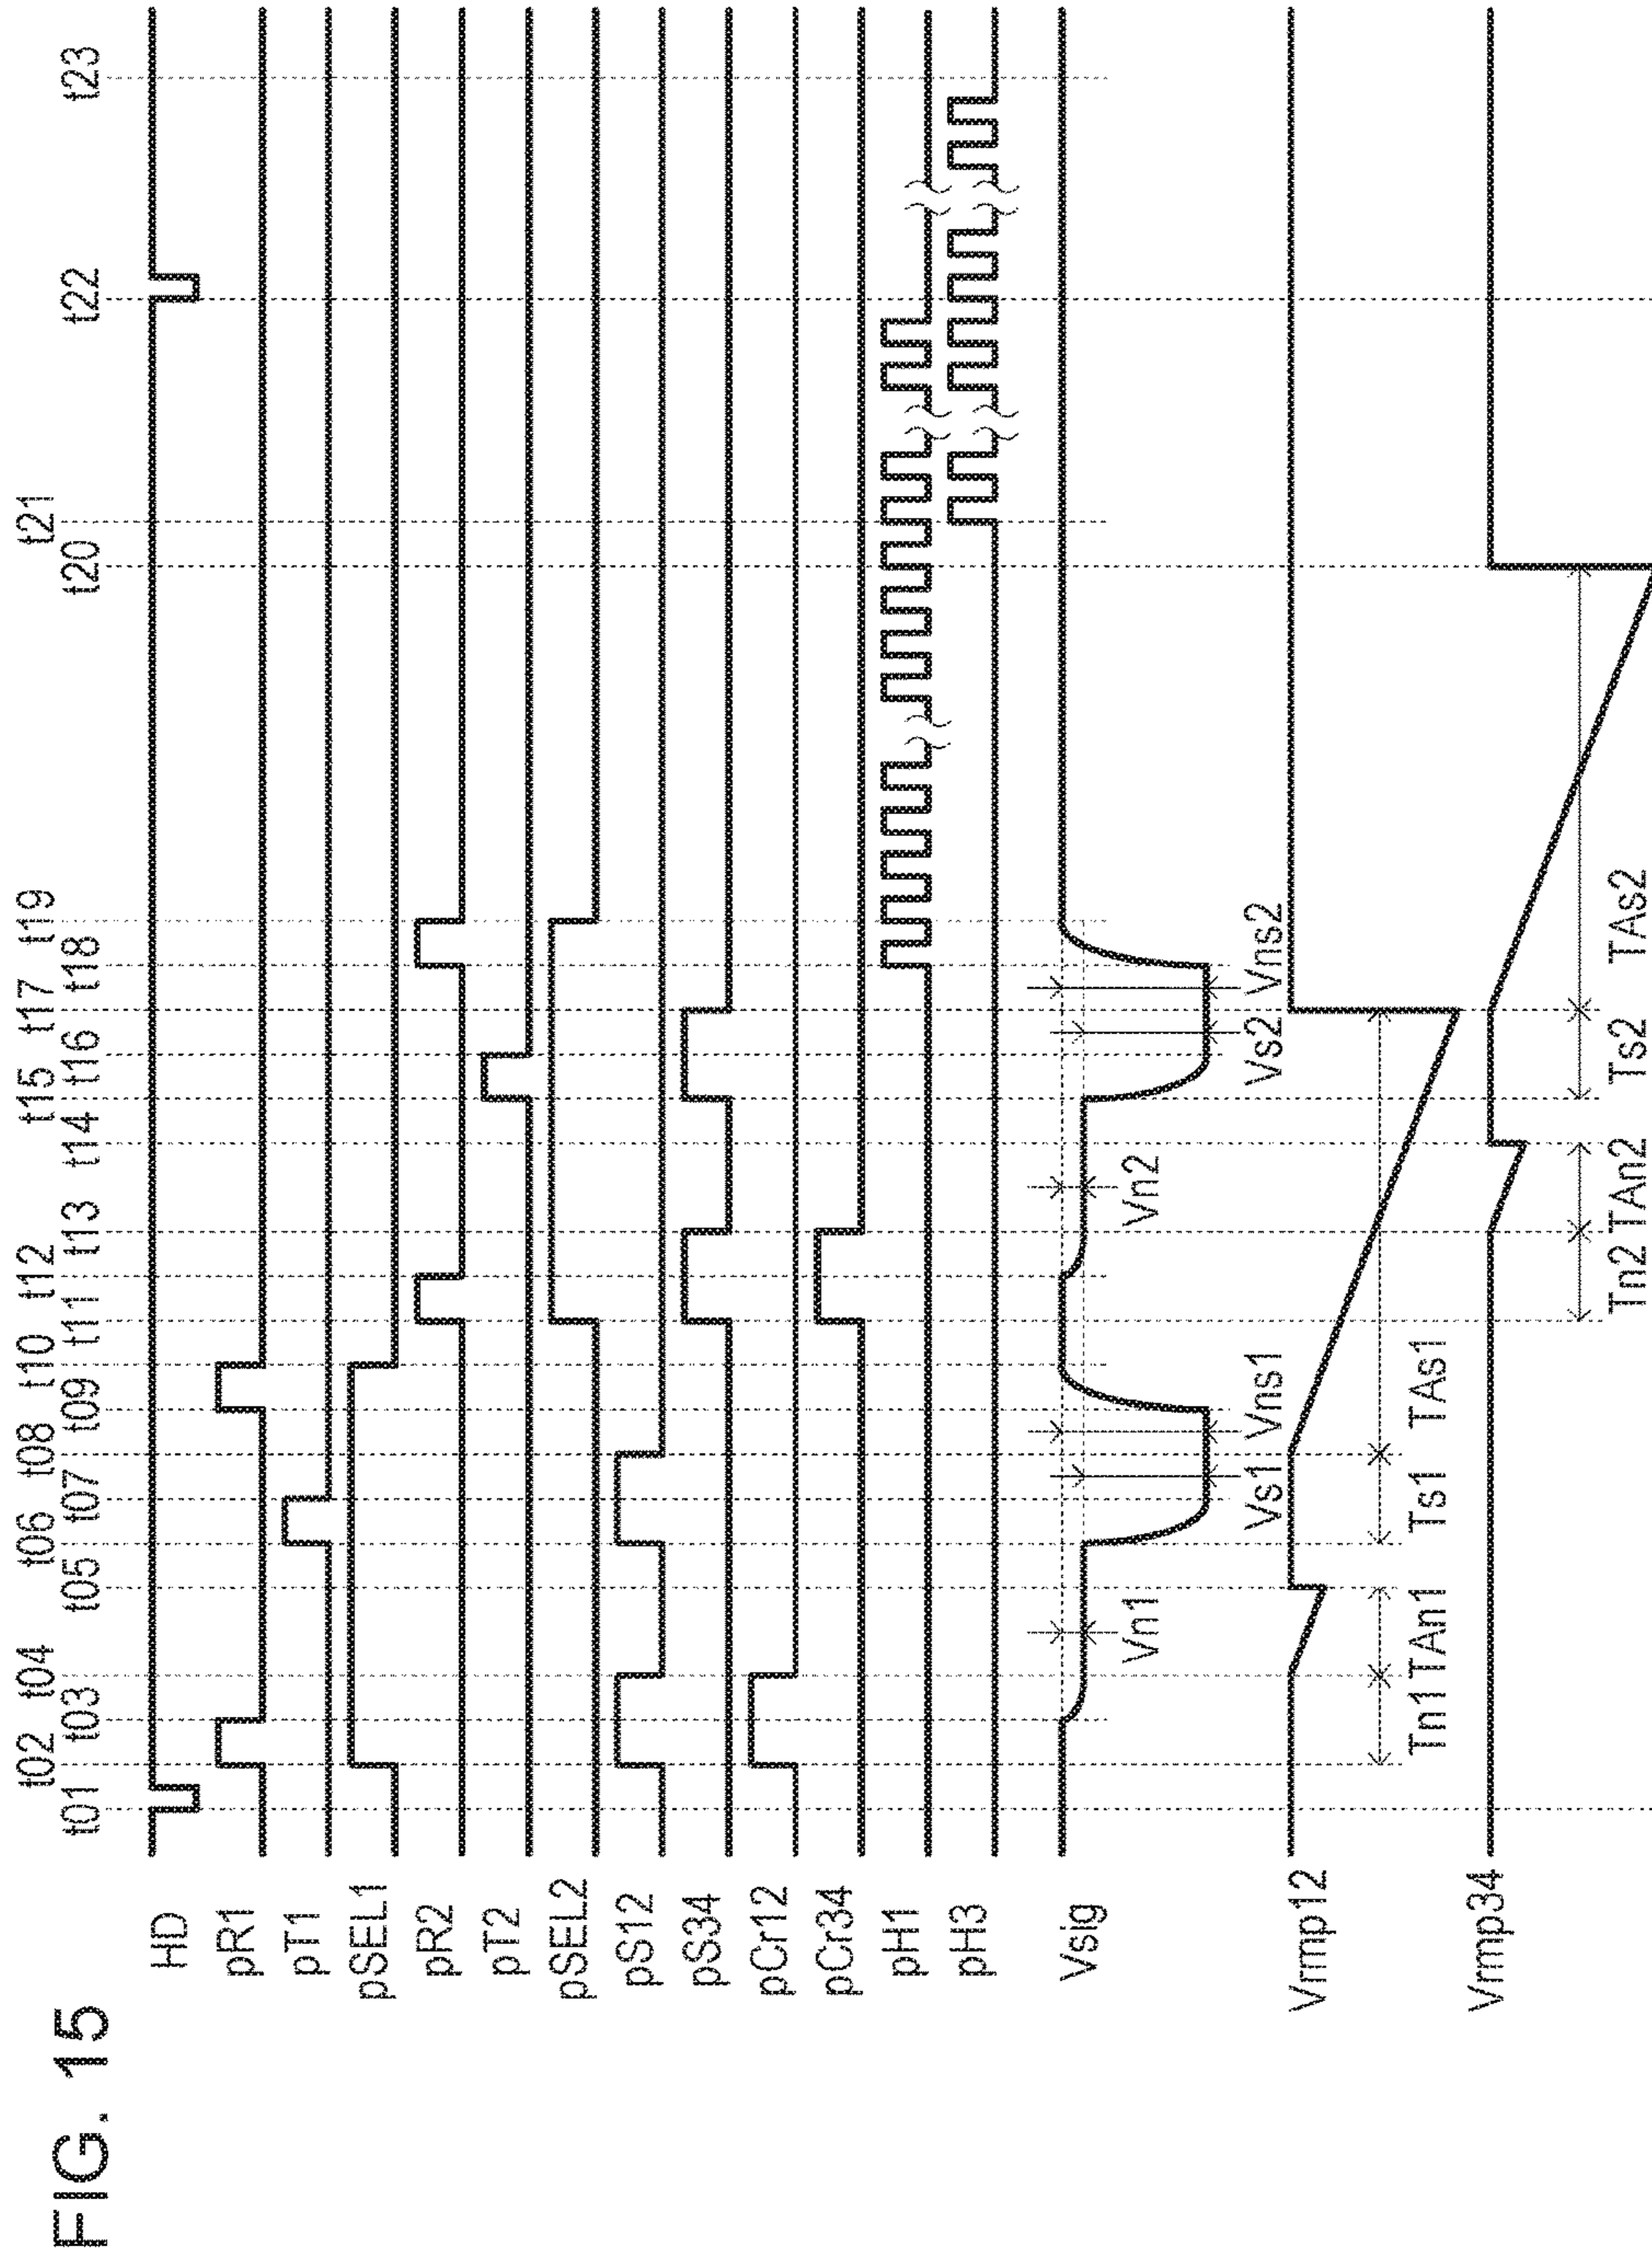 FIG. 15
t02 t04 t06 t08 t10 t12 t15 t17 t19 t21
t01 t03 t05 t07 t09 t11 t13 t14 t16 t18 t20 t22 t23
HD
pR1
pT1
pSEL1
pR2
pT2
pSEL2
pS12
pS34
pCr12
pCr34
pH1
pH3
Vsig
Vn1 Vn2
Vs1 Vns1 Vs2 Vns2
Vrmp12
Tn1 TAn1 Ts1 TAs1
Vrmp34
Tn2 TAn2 Ts2 TAs2